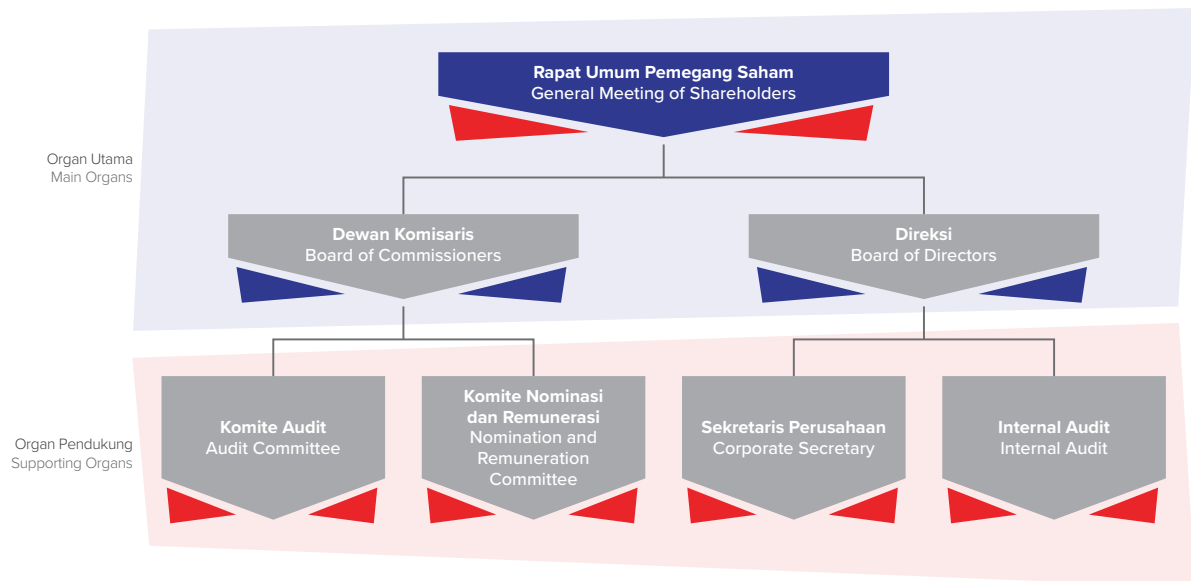 Rapat Umum Pemegang Saham
General Meeting of Shareholders
Organ Utama
Main Organs
Dewan Komisaris
Board of Commissioners
Direksi
Board of Directors
Organ Pendukung
Supporting Organs
Komite Audit
Audit Committee
Komite Nominasi
dan Remunerasi
Nomination and
Remuneration
Committee
Sekretaris Perusahaan
Corporate Secretary
Internal Audit
Internal Audit